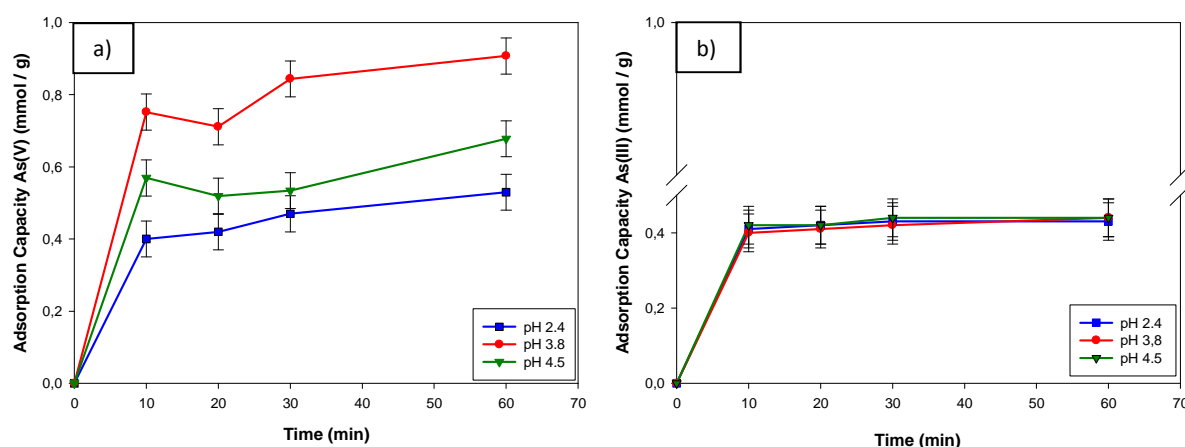 a)
Adsorption Capacity As(V) (mmol / g)
1,0
0,8
0,6
0,4
0,2
0,0
0 10 20 30 40 50 60 70
Time (min)
pH 2.4
pH 3.8
pH 4.5
b)
Adsorption Capacity As(III) (mmol / g)
1,0
0,4
0,2
0,0
0 10 20 30 40 50 60 70
Time (min)
pH 2.4
pH 3,8
pH 4.5